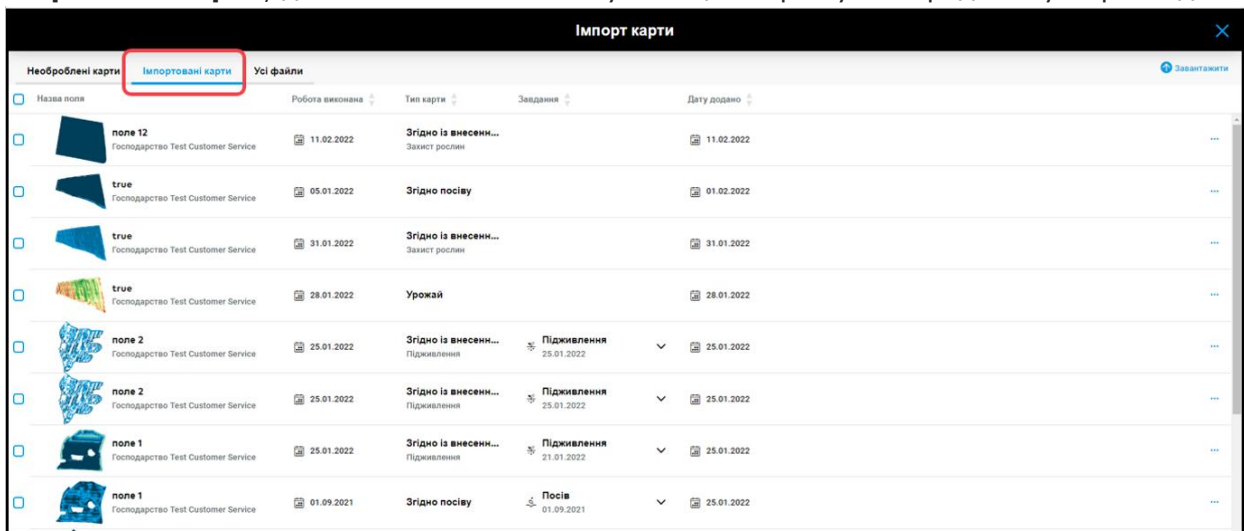 Імпорт карти
Необроблені карти Імпортовані карти Усі файли Завантажити
Назва поля Робота виконана Тип карти Завдання Дату додано
поле 12 11.02.2022 Згідно із внесенн... 11.02.2022 ...
Господарство Test Customer Service Захист рослин
true 05.01.2022 Згідно посіву 01.02.2022 ...
Господарство Test Customer Service
true 31.01.2022 Згідно із внесенн... 31.01.2022 ...
Господарство Test Customer Service Захист рослин
true 28.01.2022 Урожай 28.01.2022 ...
Господарство Test Customer Service
поле 2 25.01.2022 Згідно із внесенн... Підживлення 25.01.2022 ...
Господарство Test Customer Service Підживлення 25.01.2022
поле 2 25.01.2022 Згідно із внесенн... Підживлення 25.01.2022 ...
Господарство Test Customer Service Підживлення 25.01.2022
поле 1 25.01.2022 Згідно із внесенн... Підживлення 25.01.2022 ...
Господарство Test Customer Service Підживлення 21.01.2022
поле 1 01.09.2021 Згідно посіву Посів 25.01.2022 ...
Господарство Test Customer Service 01.09.2021